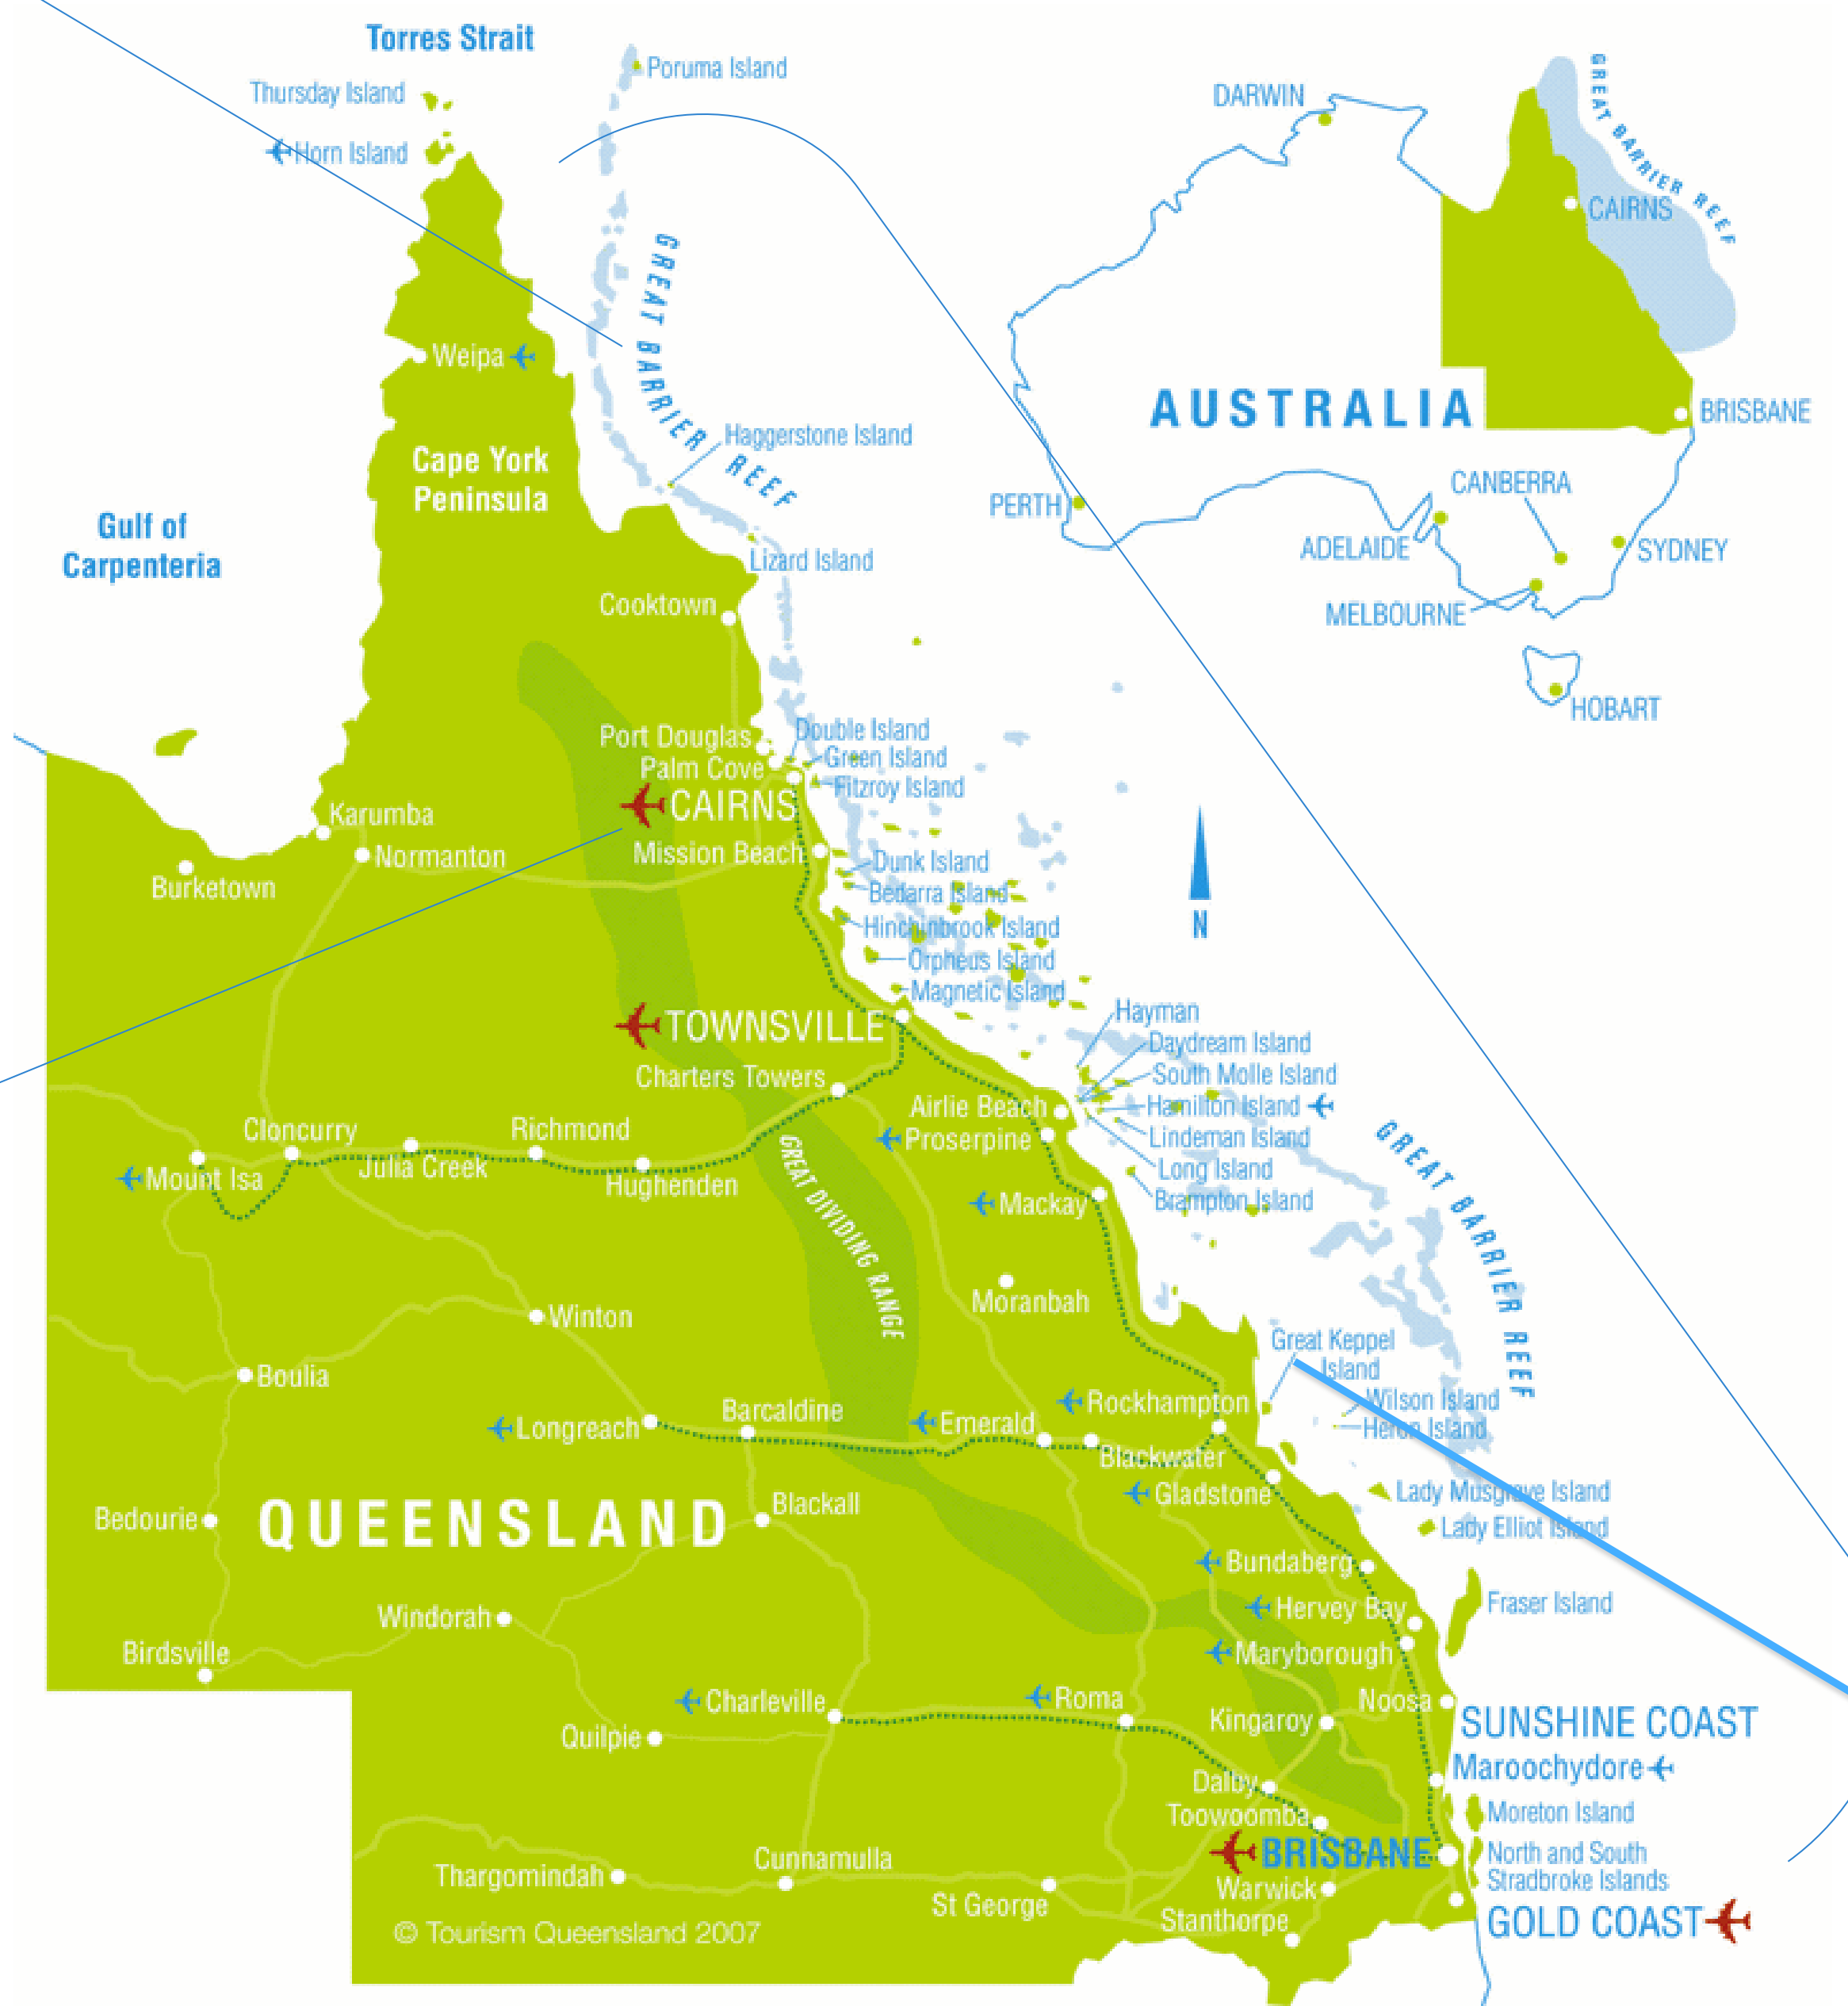 Torres Strait
Thursday Island
Horn Island
Poruma Island
GREAT BARRIER REEF
Weipa
Cape York
Peninsula
Gulf of
Carpenteria
Haggerstone Island
Lizard Island
Cooktown
DARWIN
GREAT BARRIER REEF
CAIRNS
AUSTRALIA
BRISBANE
CANBERRA
PERTH
ADELAIDE
SYDNEY
MELBOURNE
HOBART
Port Douglas
Double Island
Green Island
Palm Cove
Fitzroy Island
CAIRNS
Karumba
Normanton
Burketown
Mission Beach
Dunk Island
Bedarra Island
Hinchinbrook Island
Orpheus Island
Magnetic Island
N
TOWNSVILLE
Hayman
Daydream Island
South Molle Island
Hamilton Island
Lindeman Island
Long Island
Brampton Island
Charters Towers
Airlie Beach
Proserpine
Cloncurry
Richmond
Mount Isa
Julia Creek
Hughenden
GREAT DIVIDING RANGE
Mackay
GREAT BARRIER REEF
Moranbah
Winton
Boulia
Great Keppel
Island
Wilson Island
Heron Island
Rockhampton
Longreach
Barcaldine
Emerald
Blackwater
Gladstone
Lady Musgrave Island
Lady Elliot Island
Bedourie
QUEENSLAND
Blackall
Bundaberg
Hervey Bay
Fraser Island
Maryborough
Windorah
Birdsville
Charleville
Roma
Noosa
Kingaroy
SUNSHINE COAST
Quilpie
Maroochydore
Dalby
Toowoomba
Moreton Island
BRISBANE
North and South
Stradbroke Islands
Thargomindah
Cunnamulla
St George
Warwick
Stanthorpe
GOLD COAST
© Tourism Queensland 2007